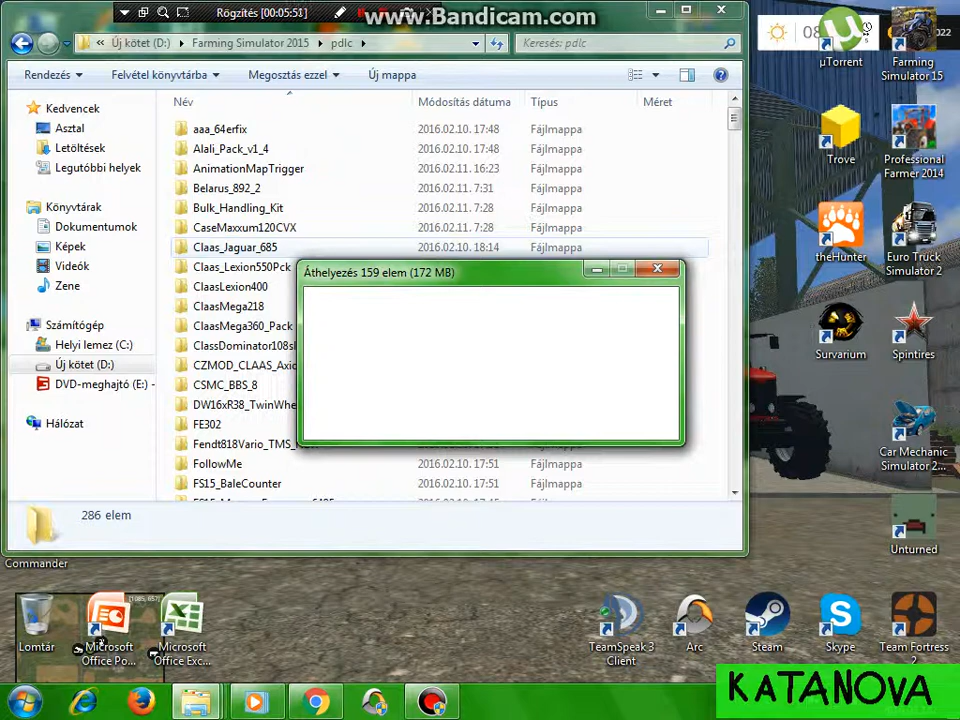 Rögzítés [00:05:51]
www.Bandicam.com
« Új kötet (D:) ▸ Farming Simulator 2015 ▸ pdlc ▸
Keresés: pdlc
Rendezés
Felvétel könyvtárba
Megosztás ezzel
Új mappa
Kedvencek
Asztal
Letöltések
Legutóbbi helyek
Könyvtárak
Dokumentumok
Képek
Videók
Zene
Számítógép
Helyi lemez (C:)
Új kötet (D:)
DVD-meghajtó (E:) -
Hálózat
Név Módosítás dátuma Típus Méret
aaa_64erfix 2016.02.10. 17:48 Fájlmappa
Alali_Pack_v1_4 2016.02.10. 17:48 Fájlmappa
AnimationMapTrigger 2016.02.11. 16:23 Fájlmappa
Belarus_892_2 2016.02.11. 7:31 Fájlmappa
Bulk_Handling_Kit 2016.02.11. 7:28 Fájlmappa
CaseMaxxum120CVX 2016.02.11. 7:28 Fájlmappa
Claas_Jaguar_685 2016.02.10. 18:14 Fájlmappa
Claas_Lexion550Pck
ClaasLexion400
ClaasMega218
ClaasMega360_Pack
ClassDominator108sl
CZMOD_CLAAS_Axio
CSMC_BBS_8
DW16xR38_TwinWhe
FE302
Fendt818Vario_TMS_
FollowMe 2016.02.10. 17:51 Fájlmappa
FS15_BaleCounter 2016.02.10. 17:51 Fájlmappa
Áthelyezés 159 elem (172 MB)
286 elem
µTorrent
Farming Simulator 15
Trove
Professional Farmer 2014
theHunter
Euro Truck Simulator 2
Survarium
Spintires
Car Mechanic Simulator 2...
Unturned
Commander
Lomtár
Microsoft Office Po...
Microsoft Office Exc...
TeamSpeak 3 Client
Arc
Steam
Skype
Team Fortress 2
KATANOVA